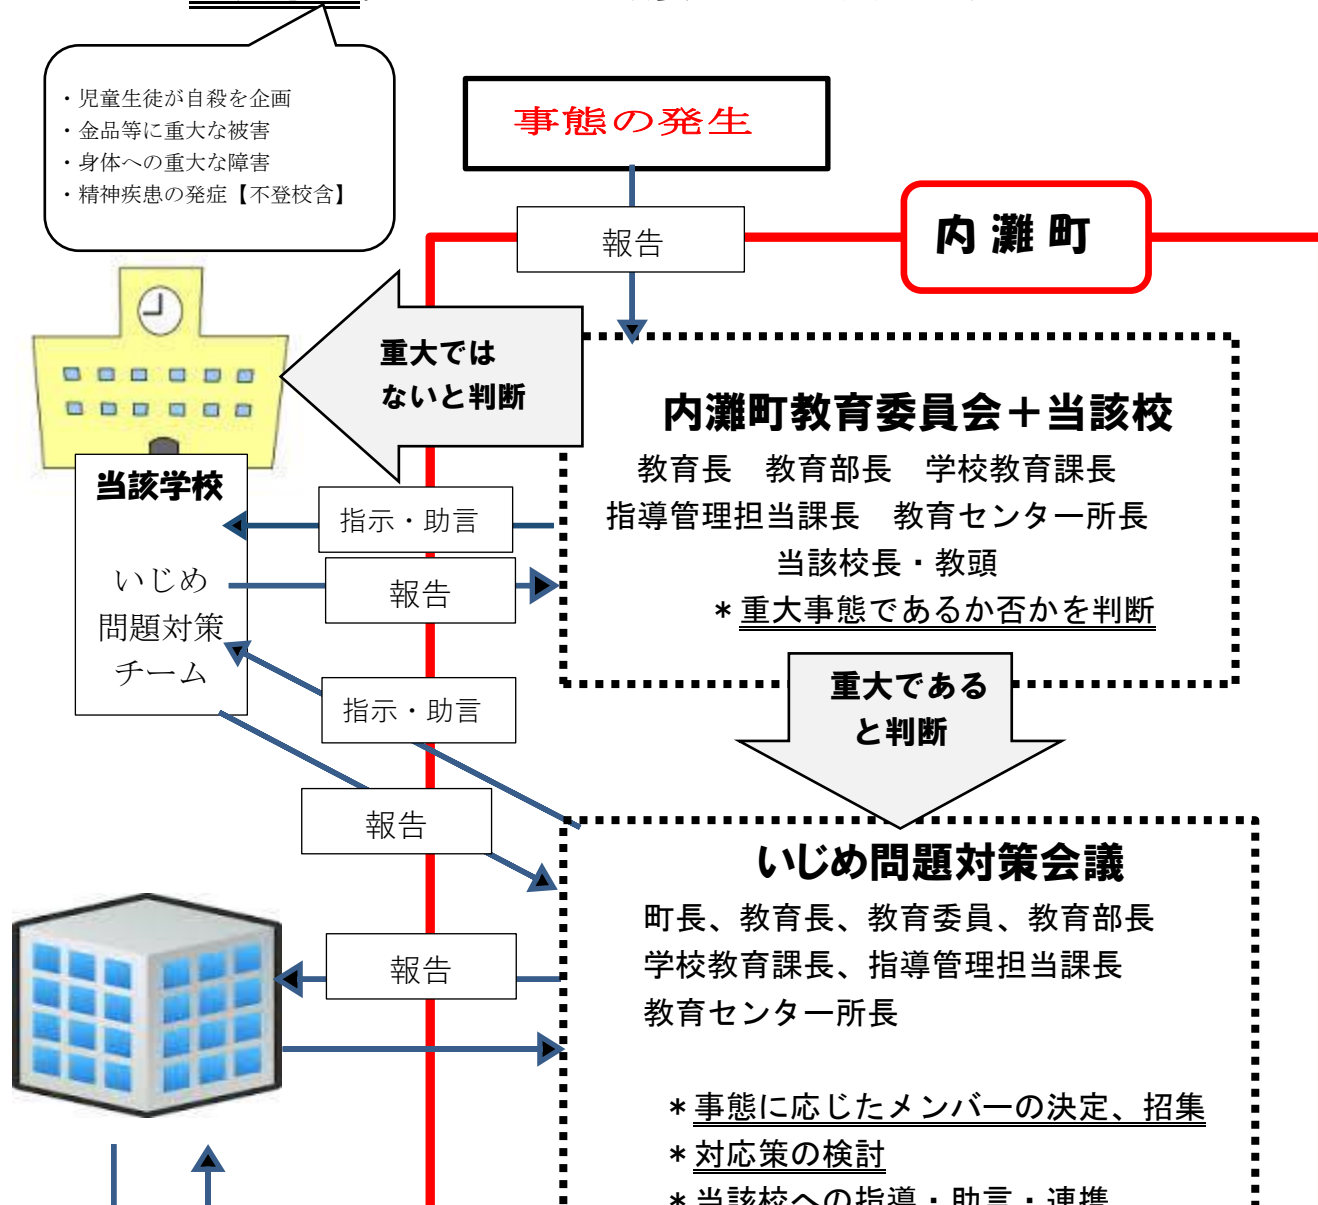 ・児童生徒が自殺を企画
・金品等に重大な被害
・身体への重大な障害
・精神疾患の発症【不登校含】
事態の発生
報告
内灘町
重大では
ないと判断
内灘町教育委員会＋当該校
教育長　教育部長　学校教育課長
指導管理担当課長　教育センター所長
当該校長・教頭
＊重大事態であるか否かを判断
当該学校
いじめ
問題対策
チーム
指示・助言
報告
重大である
と判断
指示・助言
報告
いじめ問題対策会議
町長、教育長、教育委員、教育部長
学校教育課長、指導管理担当課長
教育センター所長
報告
＊事態に応じたメンバーの決定、招集
＊対応策の検討
＊当該校への指導・助言・連携